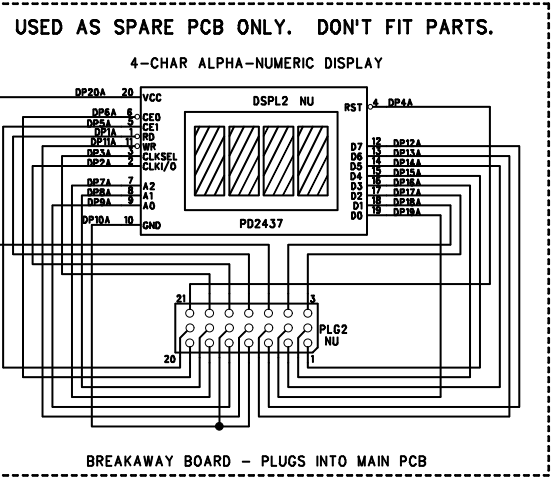 USED AS SPARE PCB ONLY. DON'T FIT PARTS.
4-CHAR ALPHA-NUMERIC DISPLAY
DP20A 20 VCC
DSPL2 NU
RST 4 DP4A
DP6A 6 CE0
DP5A 5 CE1
DP1A 1 RD
DP11A 11 WR
DP3A 3 CLKSEL
DP2A 2 CLKI/O
DP7A 7 A2
DP8A 8 A1
DP9A 9 A0
DP10A 10 GND
D7 12 DP12A
D6 13 DP13A
D5 14 DP14A
D4 15 DP15A
D3 16 DP16A
D2 17 DP17A
D1 18 DP18A
D0 19 DP19A
PD2437
21
3
PLG2
NU
20
1
BREAKAWAY BOARD - PLUGS INTO MAIN PCB